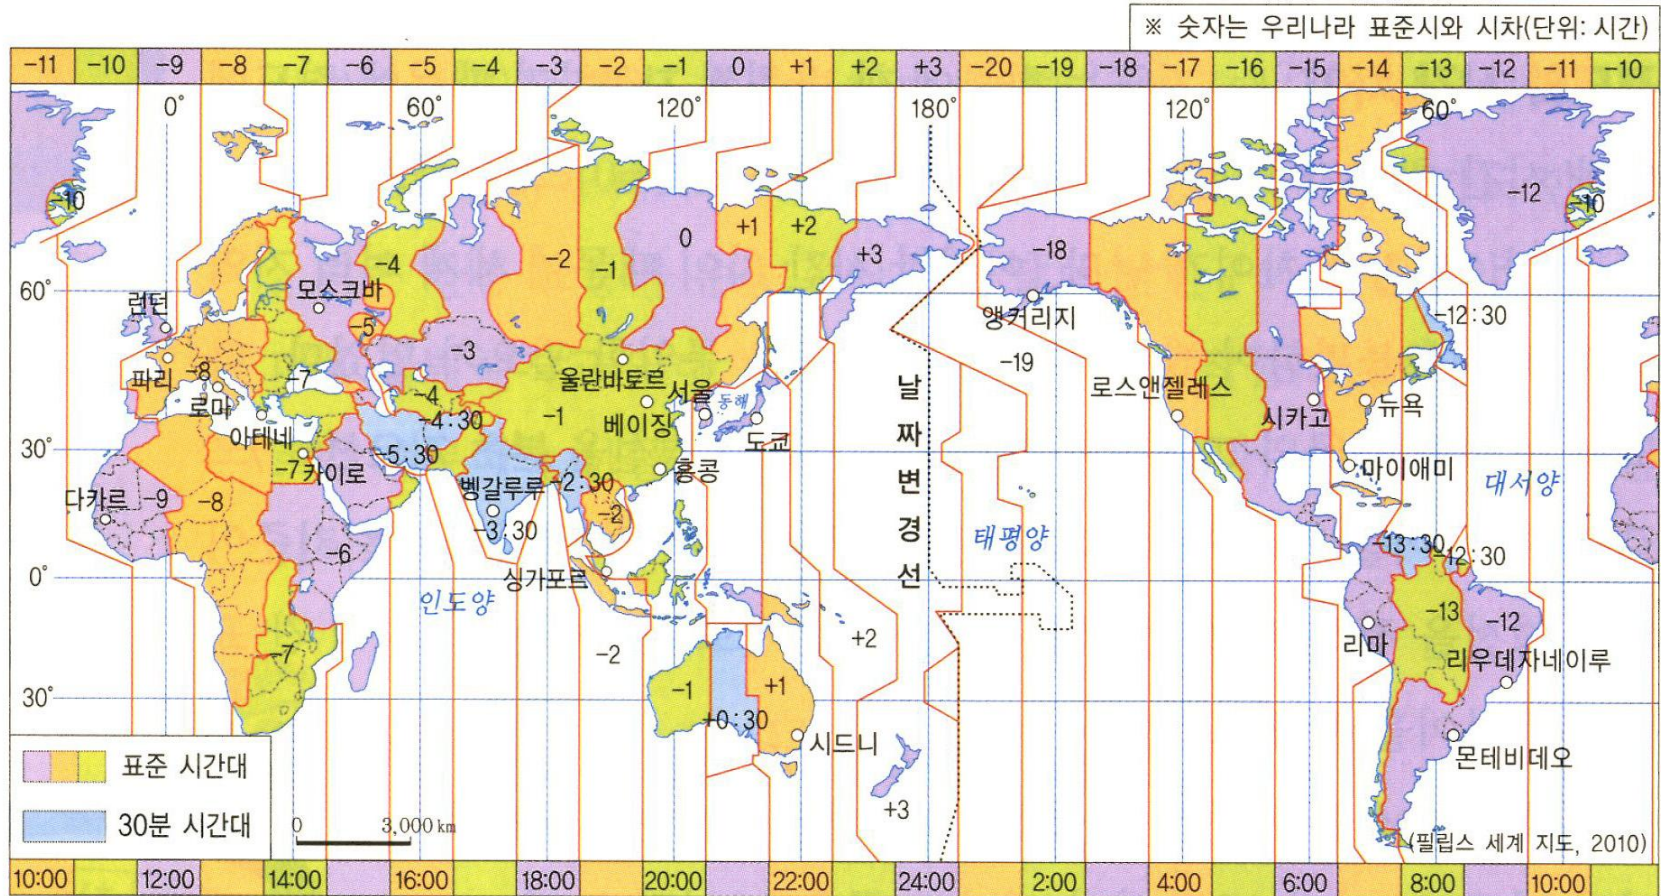 ※ 숫자는 우리나라 표준시와 시차(단위: 시간)
-11 -10 -9 -8 -7 -6 -5 -4 -3 -2 -1 0 +1 +2 +3 -20 -19 -18 -17 -16 -15 -14 -13 -12 -11 -10
0° 60° 120° 180° 120° 60°
-10
-12
-10
0
+1
+2
+3
-18
-4
-2
-1
60°
런던
모스크바
-5
앵커리지
-12:30
-3
-19
파리
-8
-7
울란바토르
서울
로스앤젤레스
로마
-4
-1
베이징
동해
시카고
뉴욕
아테네
-4:30
도쿄
30°
-5:30
-7
카이로
홍콩
마이애미
다카르
-9
-8
벵갈루루
-2:30
대서양
-3:30
-2
-6
태평양
-13:30
-12:30
0°
싱가포르
인도양
날짜변경선
-13
-12
-7
-2
+2
리마
리우데자네이루
30°
-1
+0:30
+1
시드니
몬테비데오
+3
표준 시간대
30분 시간대
0 3,000km
(필립스 세계 지도, 2010)
10:00 12:00 14:00 16:00 18:00 20:00 22:00 24:00 2:00 4:00 6:00 8:00 10:00